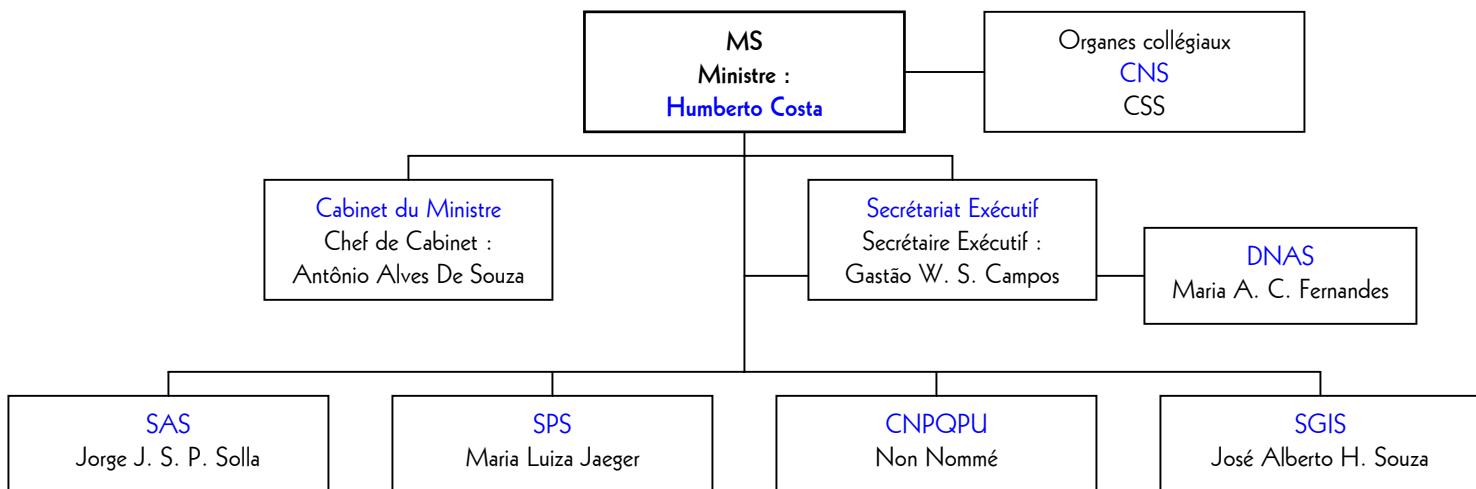 MS
Ministre :
Humberto Costa
Organes collégiaux
CNS
CSS
Cabinet du Ministre
Chef de Cabinet :
Antônio Alves De Souza
Secrétariat Exécutif
Secrétaire Exécutif :
Gastão W. S. Campos
DNAS
Maria A. C. Fernandes
SAS
Jorge J. S. P. Solla
SPS
Maria Luiza Jaeger
CNPQPU
Non Nommé
SGIS
José Alberto H. Souza